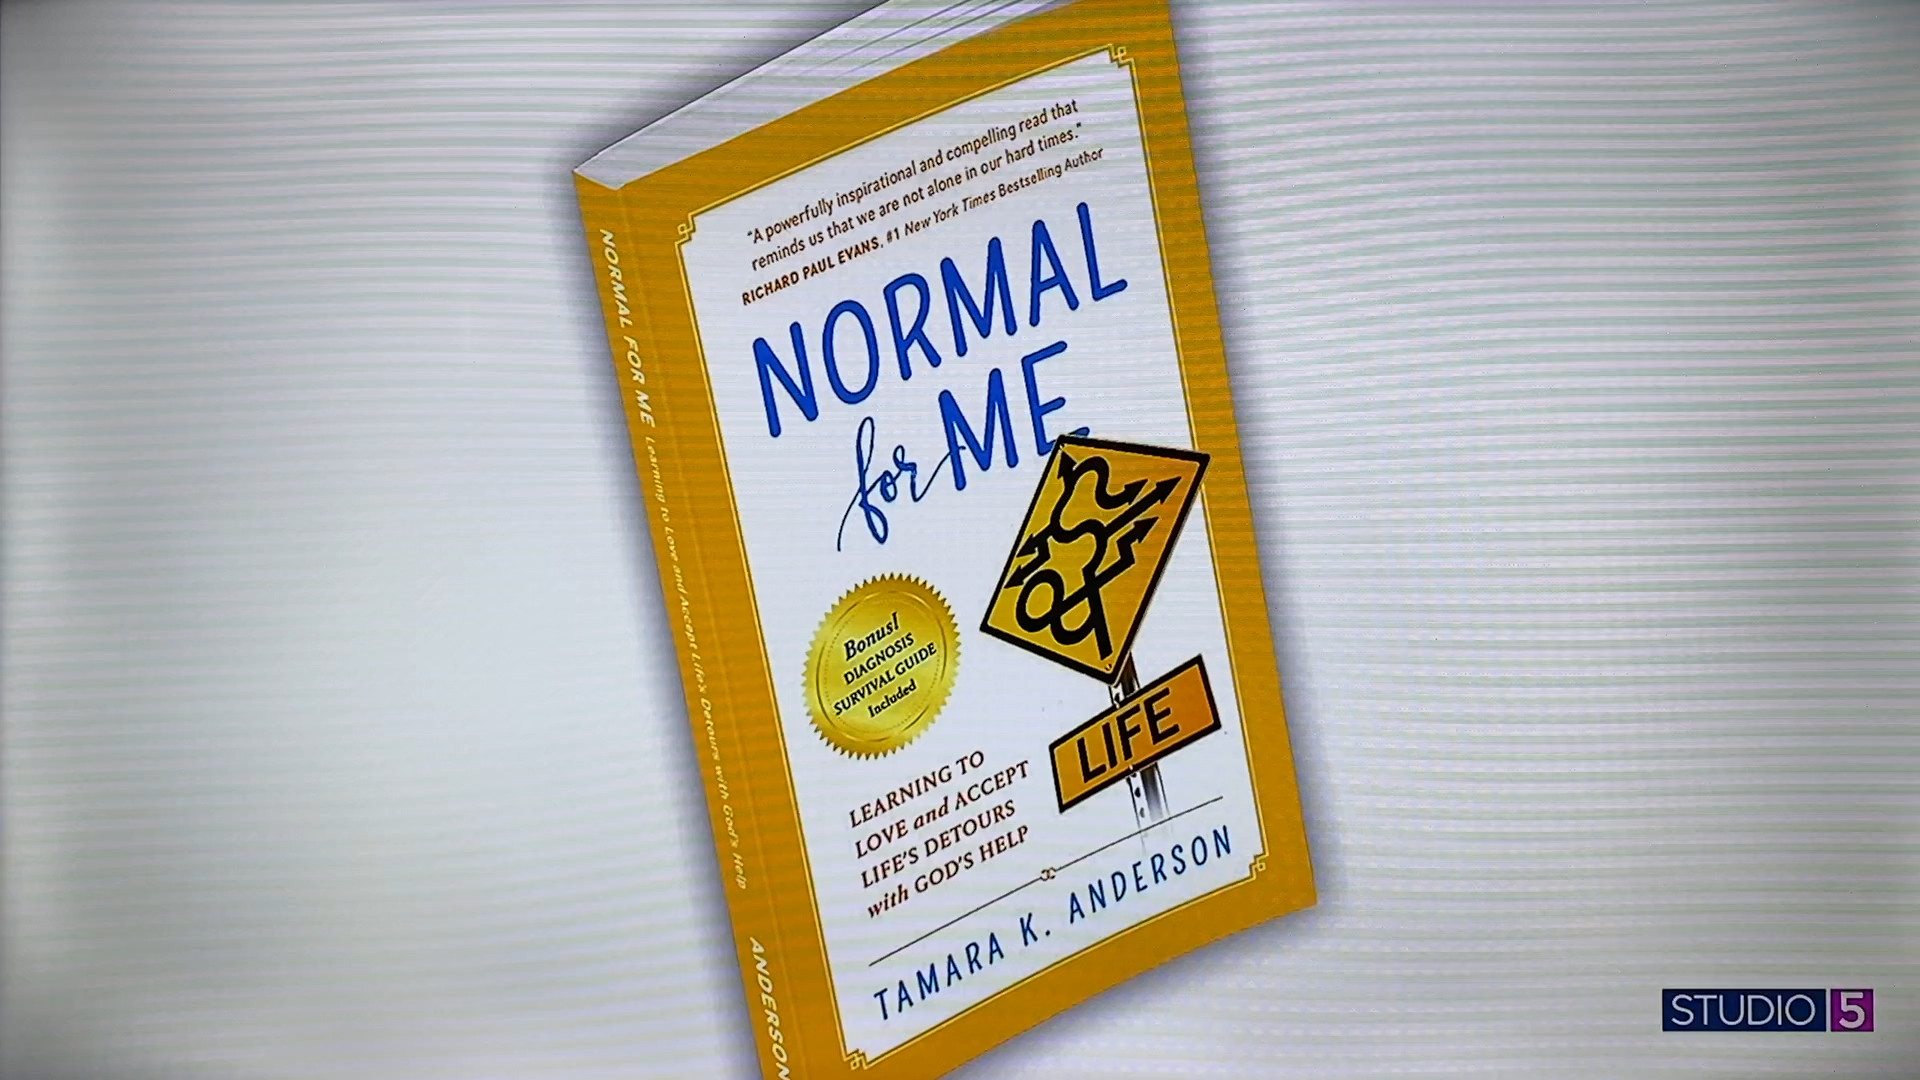 "A powerfully inspirational and compelling read that
reminds us that we are not alone in our hard times."
RICHARD PAUL EVANS, #1 New York Times Bestselling Author
NORMAL
for ME
Bonus!
DIAGNOSIS
SURVIVAL GUIDE
Included
LIFE
LEARNING TO
LOVE and ACCEPT
LIFE'S DETOURS
with GOD'S HELP
TAMARA K. ANDERSON
NORMAL FOR ME Learning to Love and Accept Life's Detours with God's Help ANDERSON
STUDIO 5